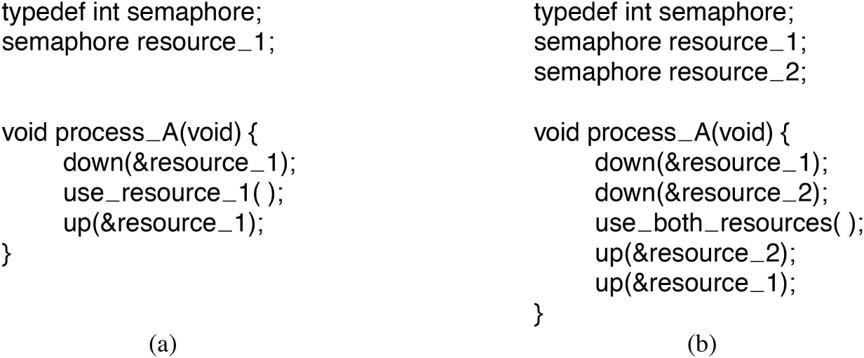 typedef int semaphore;
semaphore resource_1;
void process_A(void) {
down(&resource_1);
use_resource_1( );
up(&resource_1);
}
(a)
typedef int semaphore;
semaphore resource_1;
semaphore resource_2;
void process_A(void) {
down(&resource_1);
down(&resource_2);
use_both_resources( );
up(&resource_2);
up(&resource_1);
}
(b)